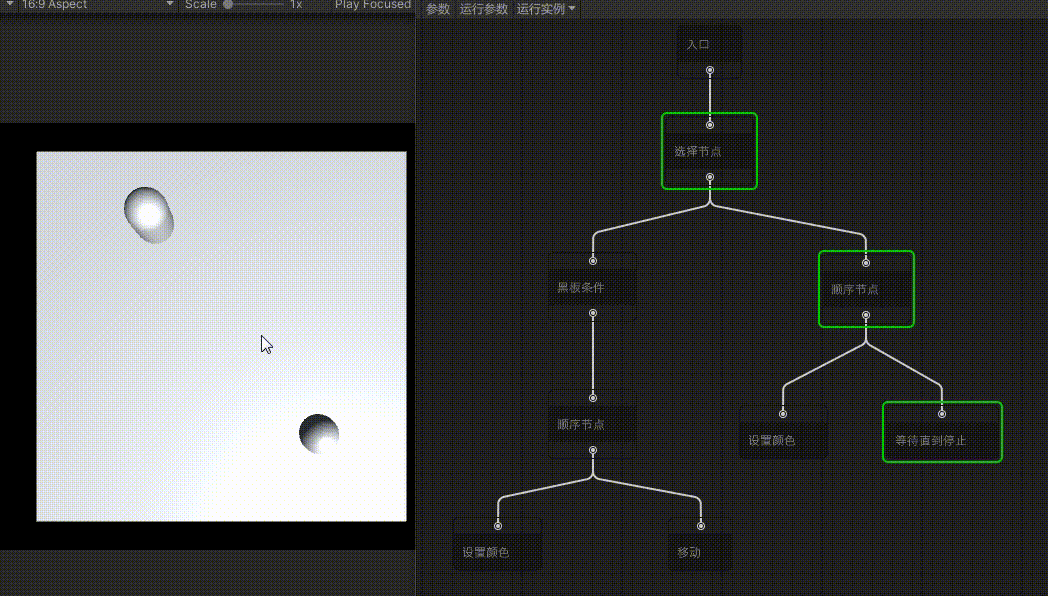 16:9 Aspect
Scale
1x
Play Focused
参数
运行参数
运行实例
入口
选择节点
黑板条件
顺序节点
顺序节点
设置颜色
等待直到停止
设置颜色
移动